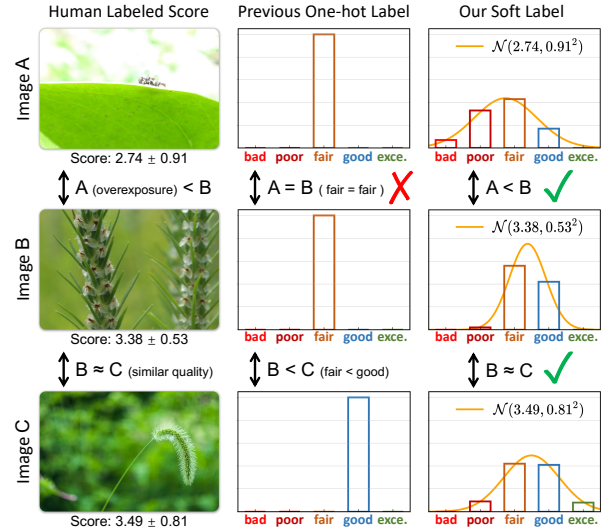 Human Labeled Score
Previous One-hot Label
Our Soft Label
Image A
Score: 2.74 ± 0.91
bad poor fair good exce.
𝒩(2.74, 0.91²)
bad poor fair good exce.
A (overexposure) < B
A = B ( fair = fair )
A < B
Image B
Score: 3.38 ± 0.53
bad poor fair good exce.
𝒩(3.38, 0.53²)
bad poor fair good exce.
B ≈ C (similar quality)
B < C (fair < good)
B ≈ C
Image C
Score: 3.49 ± 0.81
bad poor fair good exce.
𝒩(3.49, 0.81²)
bad poor fair good exce.